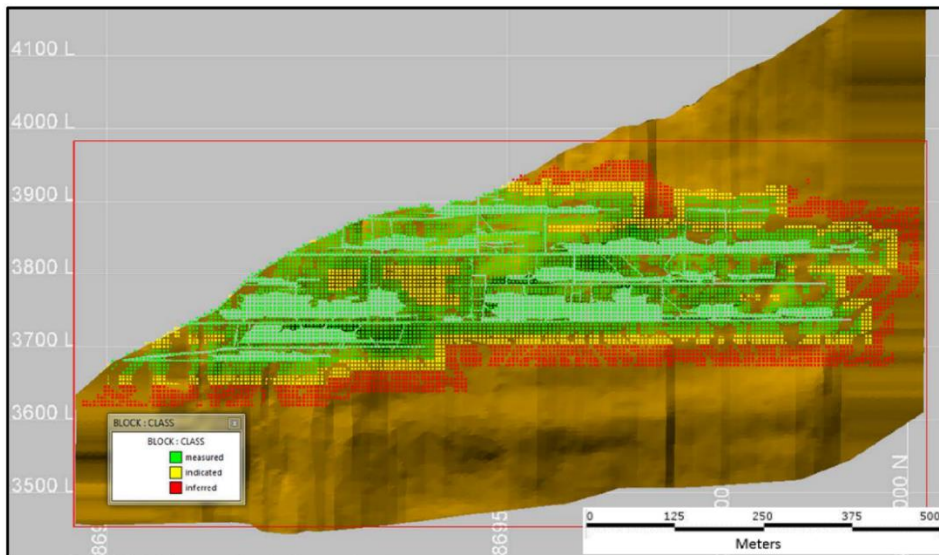 4100 L
4000 L
3900 L
3800 L
3700 L
3600 L
3500 L
BLOCK : CLASS
BLOCK : CLASS
measured
indicated
inferred
0 125 250 375 500
Meters